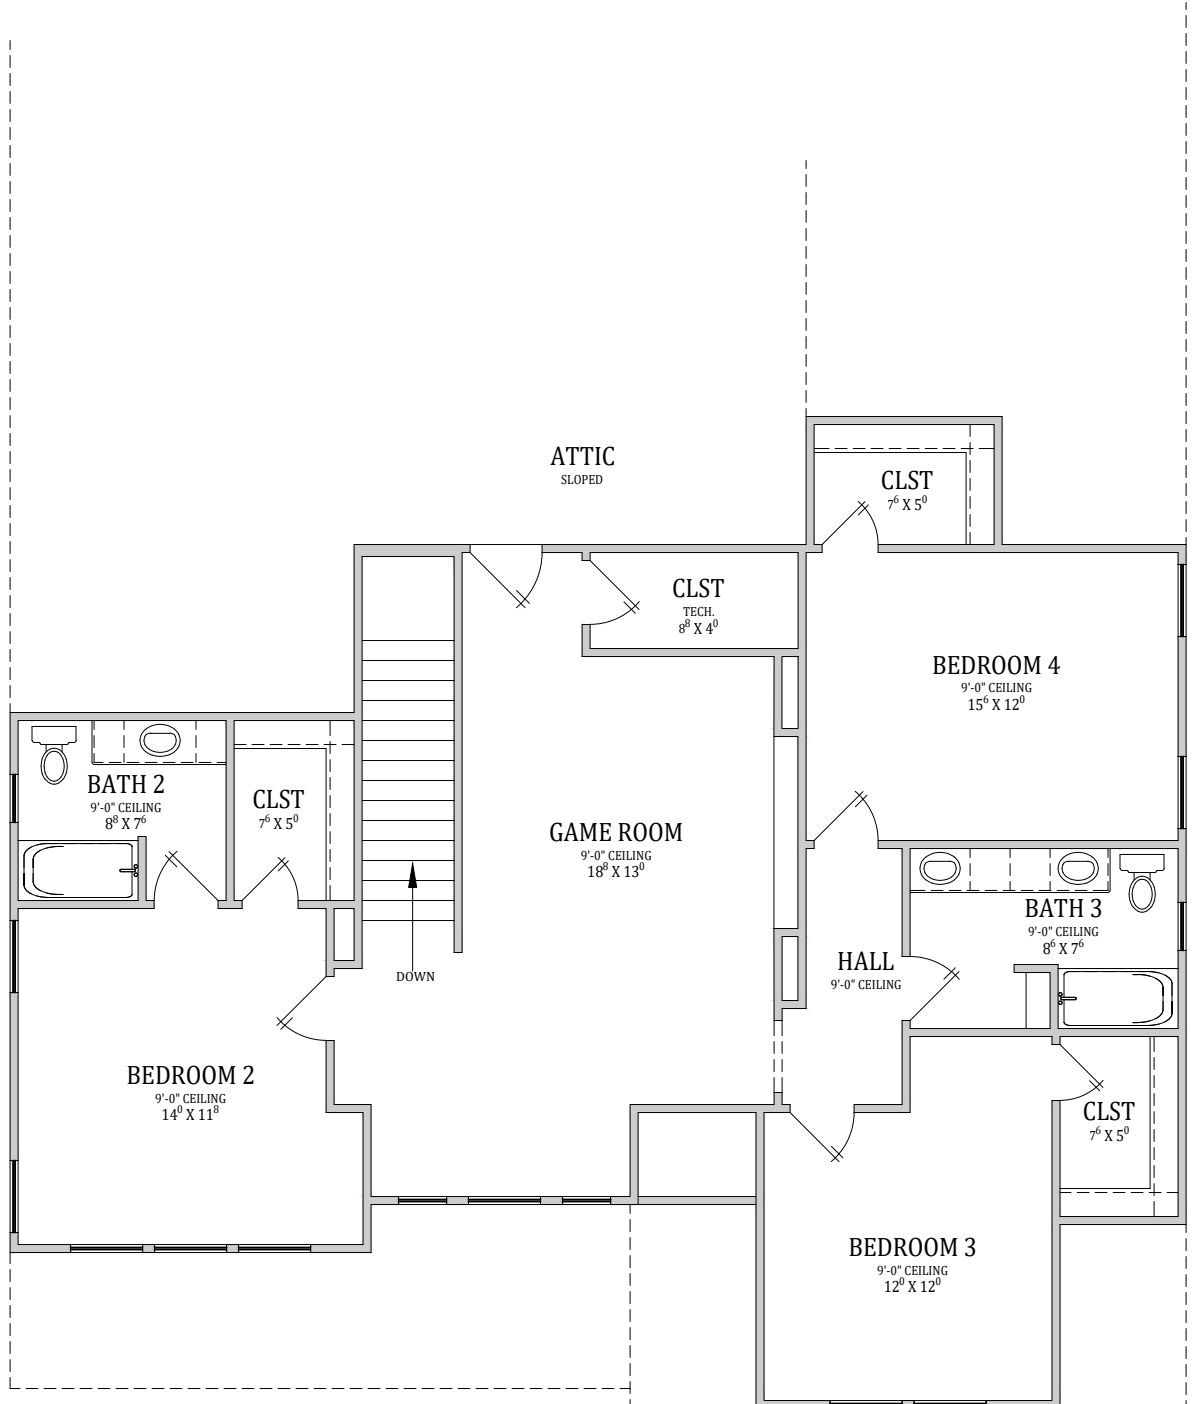 ATTIC
SLOPED
CLST
7⁶ X 5⁰
CLST
TECH.
8⁸ X 4⁰
BEDROOM 4
9'-0" CEILING
15⁶ X 12⁰
BATH 2
9'-0" CEILING
8⁸ X 7⁶
CLST
7⁶ X 5⁰
GAME ROOM
9'-0" CEILING
18⁸ X 13⁰
BATH 3
9'-0" CEILING
8⁶ X 7⁶
HALL
9'-0" CEILING
DOWN
BEDROOM 2
9'-0" CEILING
14⁰ X 11⁸
CLST
7⁶ X 5⁰
BEDROOM 3
9'-0" CEILING
12⁰ X 12⁰